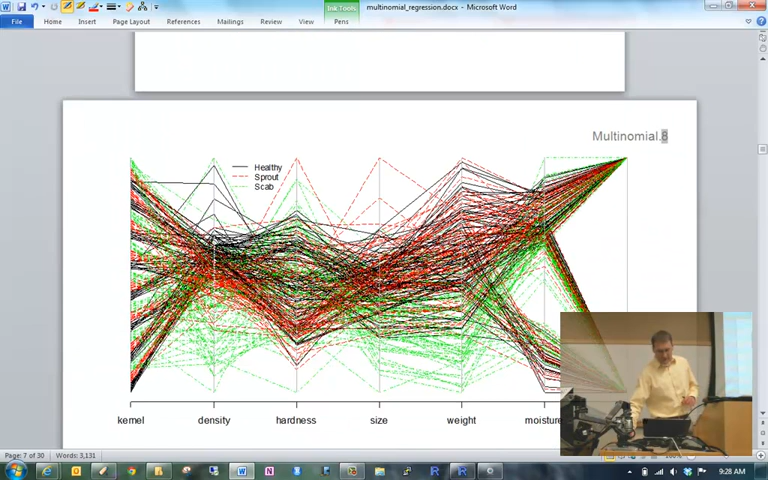 Ink Tools
multinomial_regression.docx - Microsoft Word
File Home Insert Page Layout References Mailings Review View Pens
Multinomial.8
Healthy
Sprout
Scab
kernel density hardness size weight moisture
Page: 7 of 30 Words: 3,131
9:28 AM